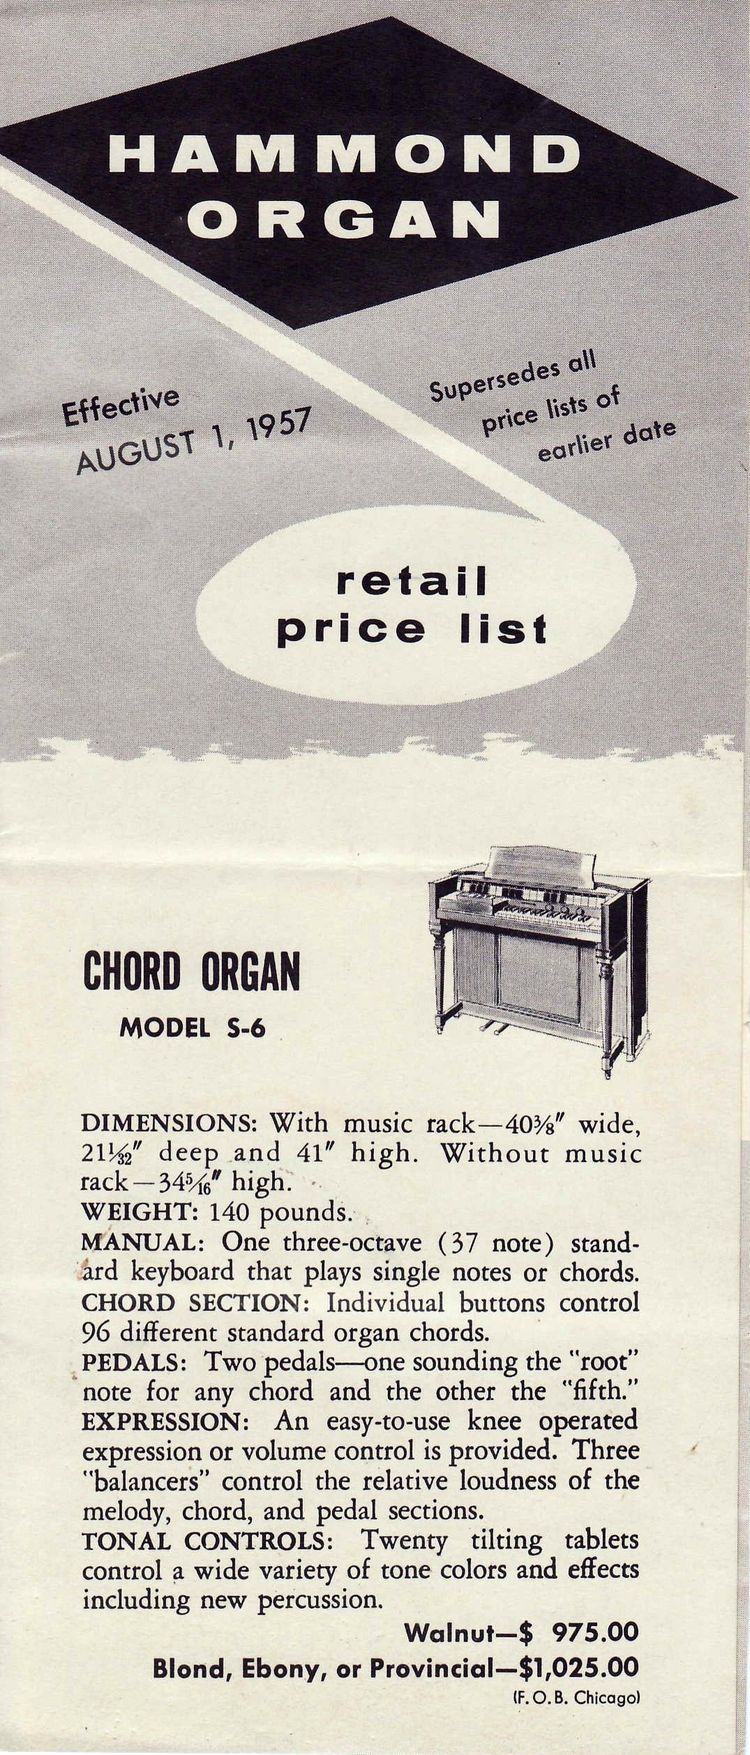 HAMMOND
ORGAN
Effective
AUGUST 1, 1957
Supersedes all
price lists of
earlier date
retail
price list
CHORD ORGAN
MODEL S-6
DIMENSIONS: With music rack—40⅜″ wide,
21 1/32″ deep and 41″ high. Without music
rack—34 5/16″ high.
WEIGHT: 140 pounds.
MANUAL: One three-octave (37 note) stand-
ard keyboard that plays single notes or chords.
CHORD SECTION: Individual buttons control
96 different standard organ chords.
PEDALS: Two pedals—one sounding the "root"
note for any chord and the other the "fifth."
EXPRESSION: An easy-to-use knee operated
expression or volume control is provided. Three
"balancers" control the relative loudness of the
melody, chord, and pedal sections.
TONAL CONTROLS: Twenty tilting tablets
control a wide variety of tone colors and effects
including new percussion.
Walnut—$ 975.00
Blond, Ebony, or Provincial—$1,025.00
(F.O.B. Chicago)